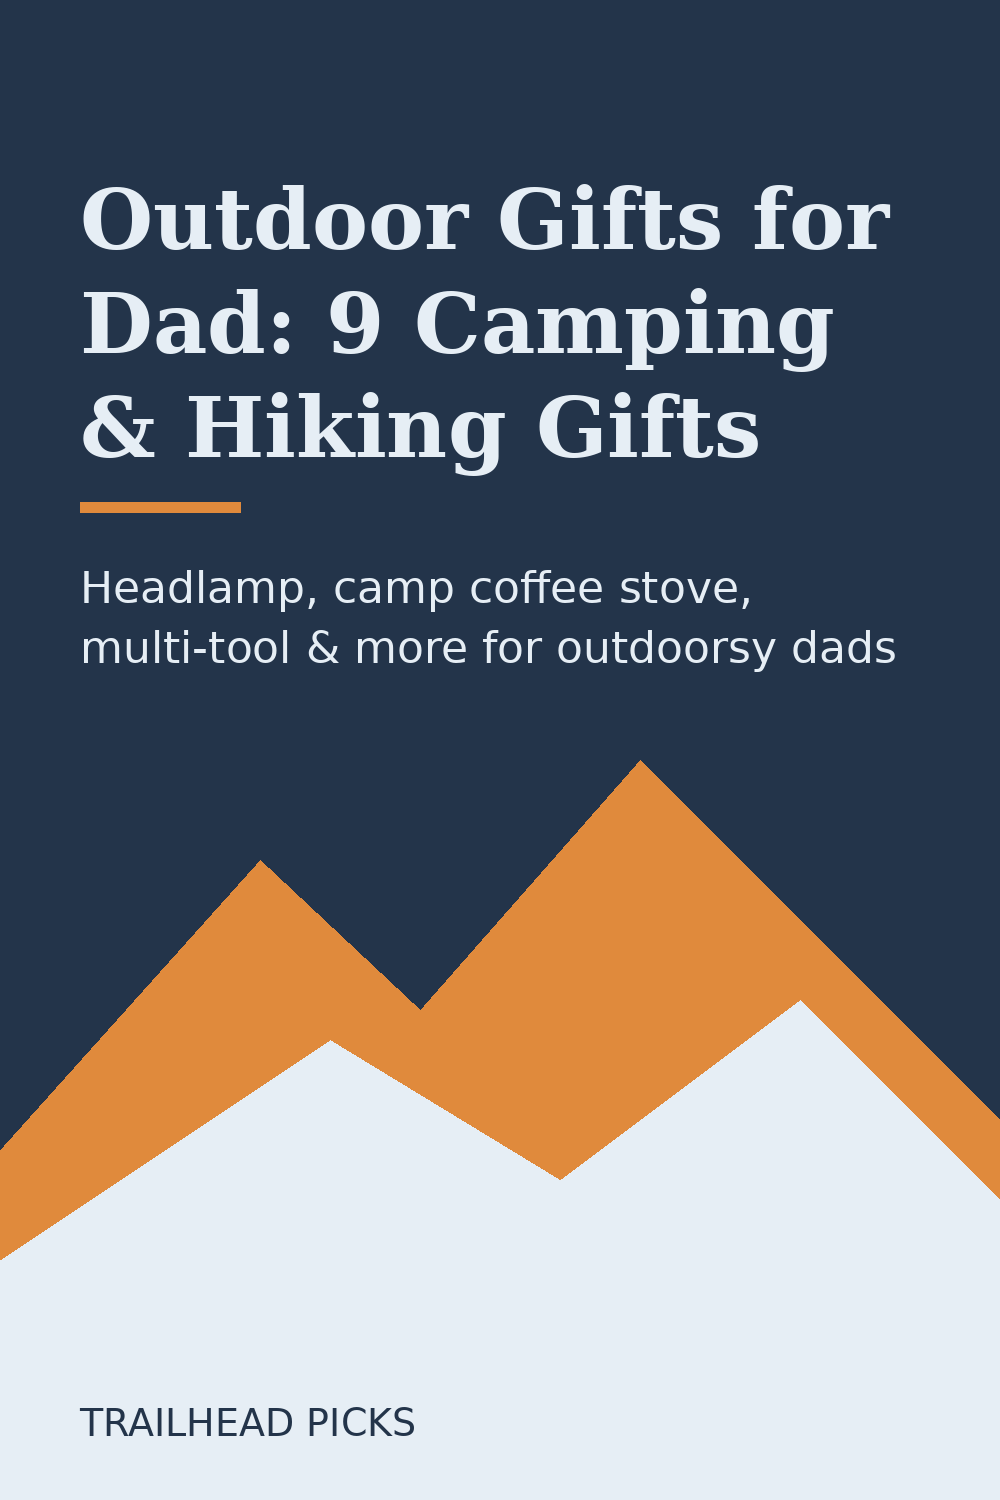 Outdoor Gifts for
Dad: 9 Camping
& Hiking Gifts
Headlamp, camp coffee stove,
multi-tool & more for outdoorsy dads
TRAILHEAD PICKS